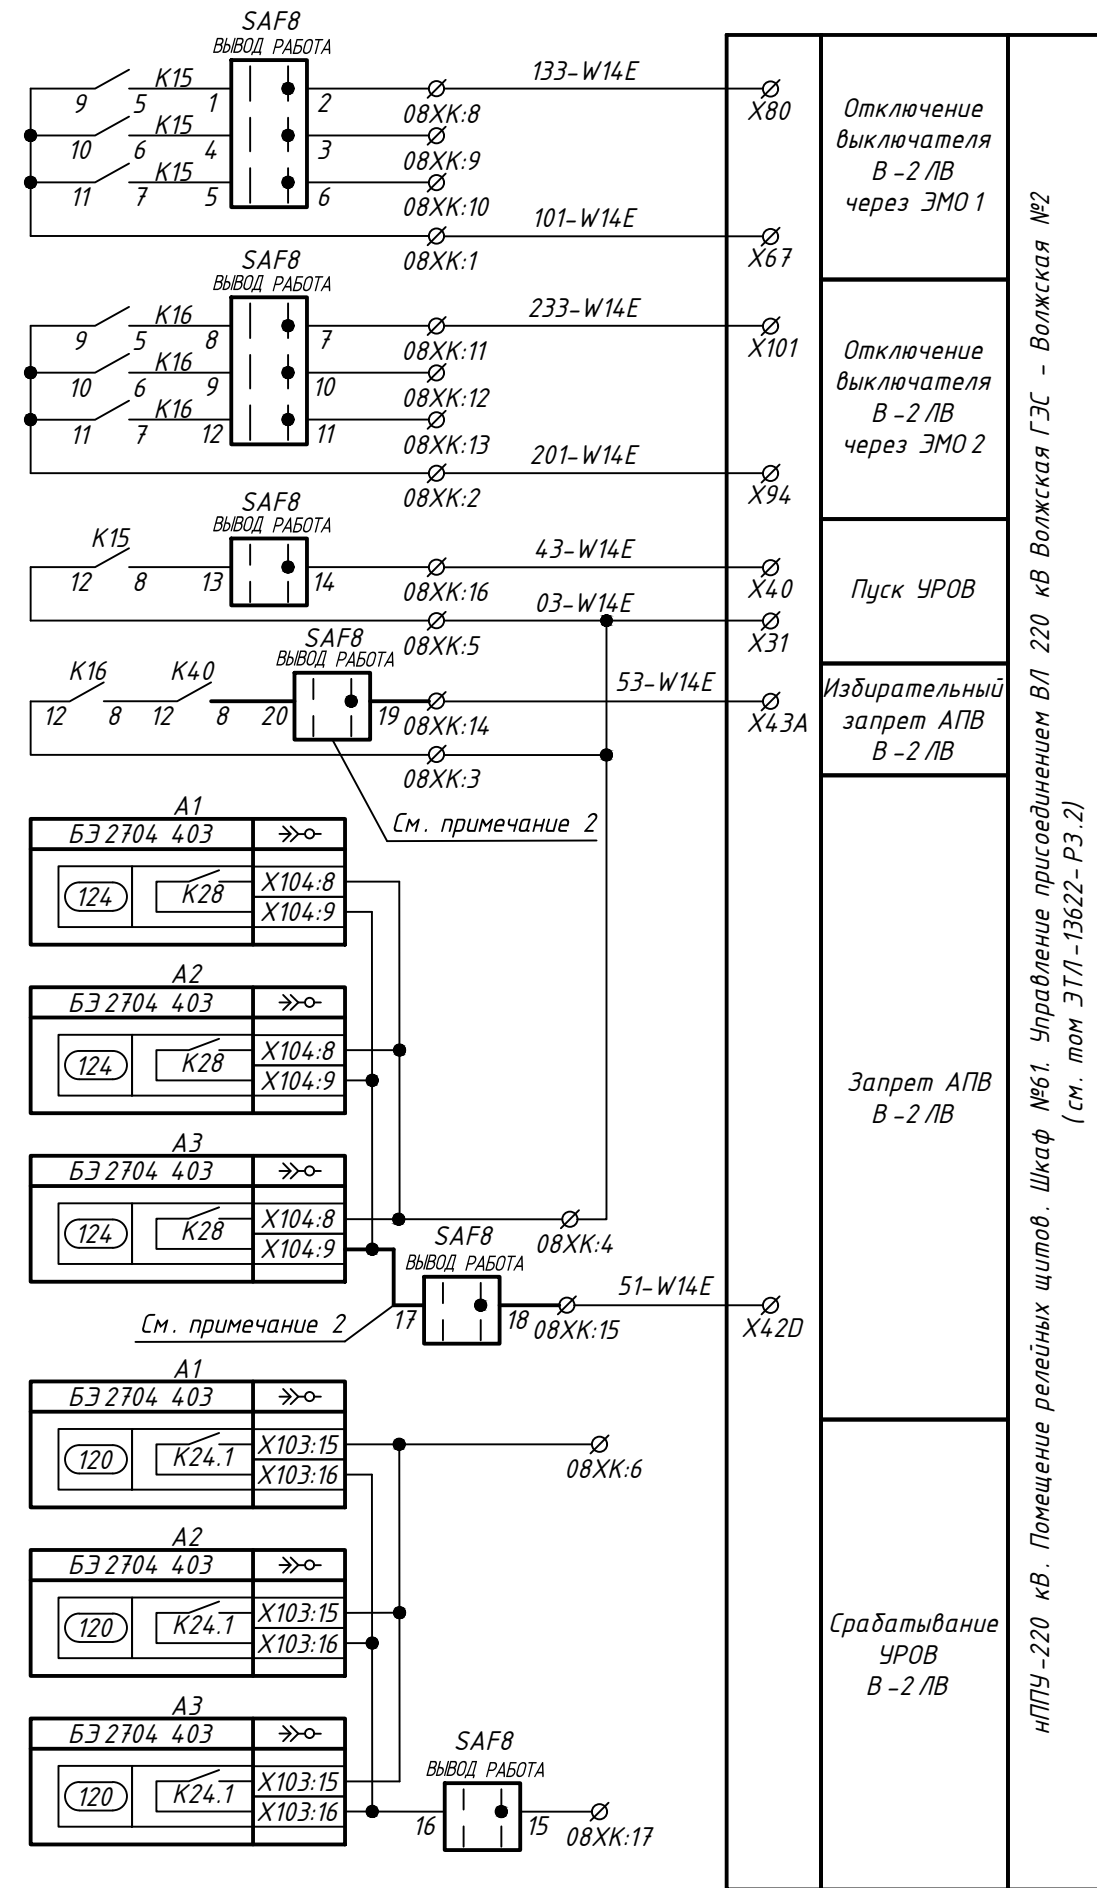 SAF8
ВЫВОД РАБОТА
9 5 K15 1 2 08XK:8 133-W14E X80
10 6 K15 4 3 08XK:9
11 7 K15 5 6 08XK:10
08XK:1 101-W14E X67
Отключение
выключателя
В-2 ЛВ
через ЭМО 1
SAF8
ВЫВОД РАБОТА
9 5 K16 8 7 08XK:11 233-W14E X101
10 6 K16 9 10 08XK:12
11 7 K16 12 11 08XK:13
08XK:2 201-W14E X94
Отключение
выключателя
В-2 ЛВ
через ЭМО 2
SAF8
ВЫВОД РАБОТА
K15
12 8 13 14 08XK:16 43-W14E X40
08XK:5 03-W14E X31
Пуск УРОВ
SAF8
ВЫВОД РАБОТА
K16 K40
12 8 12 8 20 19 08XK:14 53-W14E X43A
08XK:3
Избирательный
запрет АПВ
В-2 ЛВ
См. примечание 2
A1
БЭ 2704 403
124 K28 X104:8
X104:9
A2
БЭ 2704 403
124 K28 X104:8
X104:9
A3
БЭ 2704 403
124 K28 X104:8
X104:9
08XK:4
SAF8
ВЫВОД РАБОТА
17 18 08XK:15 51-W14E X42D
См. примечание 2
Запрет АПВ
В-2 ЛВ
A1
БЭ 2704 403
120 K24.1 X103:15
X103:16
08XK:6
A2
БЭ 2704 403
120 K24.1 X103:15
X103:16
A3
БЭ 2704 403
120 K24.1 X103:15
X103:16
SAF8
ВЫВОД РАБОТА
16 15 08XK:17
Срабатывание
УРОВ
В-2 ЛВ
нППУ-220 кВ. Помещение релейных щитов. Шкаф №61. Управление присоединением ВЛ 220 кВ Волжская ГЭС - Волжская №2
(см. том ЭТЛ-13622-РЗ.2)